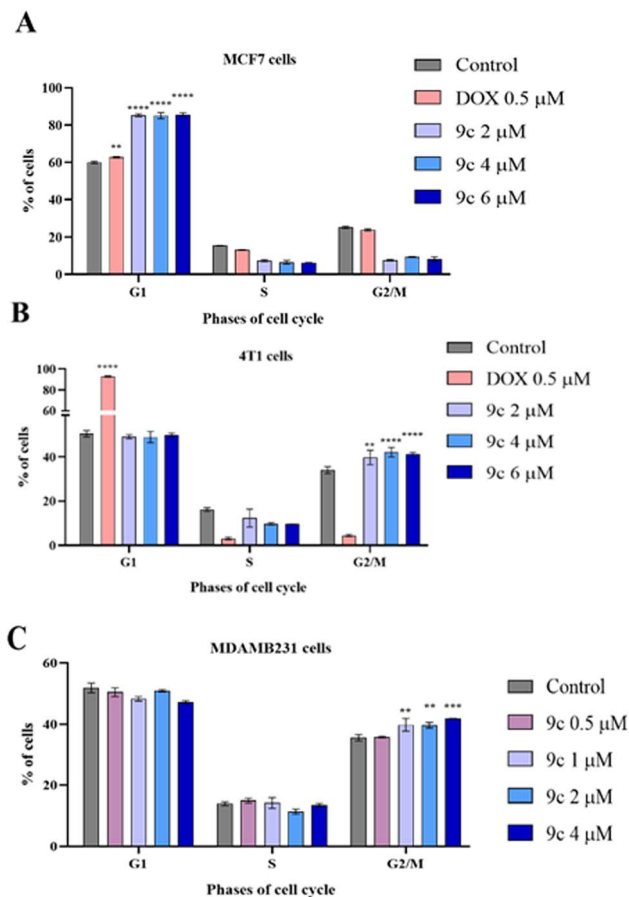 A
MCF7 cells
Control
DOX 0.5 μM
9c 2 μM
9c 4 μM
9c 6 μM
% of cells
100
80
60
40
20
0
** **** **** ****
G1 S G2/M
Phases of cell cycle
B
4T1 cells
Control
DOX 0.5 μM
9c 2 μM
9c 4 μM
9c 6 μM
% of cells
100
80
60
40
20
0
**** ** **** ****
G1 S G2/M
Phases of cell cycle
C
MDAMB231 cells
Control
9c 0.5 μM
9c 1 μM
9c 2 μM
9c 4 μM
% of cells
60
40
20
0
** ** ***
G1 S G2/M
Phases of cell cycle